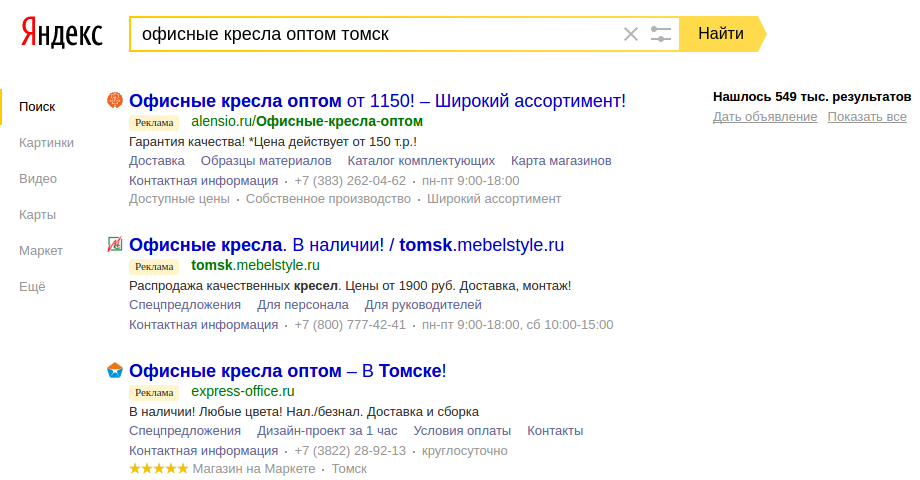 Яндекс
офисные кресла оптом томск
Найти
Поиск
Картинки
Видео
Карты
Маркет
Ещё
Офисные кресла оптом от 1150! – Широкий ассортимент!
Реклама alensio.ru/Офисные-кресла-оптом
Гарантия качества! *Цена действует от 150 т.р.!
Доставка Образцы материалов Каталог комплектующих Карта магазинов
Контактная информация · +7 (383) 262-04-62 · пн-пт 9:00-18:00
Доступные цены · Собственное производство · Широкий ассортимент
Офисные кресла. В наличии! / tomsk.mebelstyle.ru
Реклама tomsk.mebelstyle.ru
Распродажа качественных кресел. Цены от 1900 руб. Доставка, монтаж!
Спецпредложения Для персонала Для руководителей
Контактная информация · +7 (800) 777-42-41 · пн-пт 9:00-18:00, сб 10:00-15:00
Офисные кресла оптом – В Томске!
Реклама express-office.ru
В наличии! Любые цвета! Нал./безнал. Доставка и сборка
Спецпредложения Дизайн-проект за 1 час Условия оплаты Контакты
Контактная информация · +7 (3822) 28-92-13 · круглосуточно
★★★★★ Магазин на Маркете · Томск
Нашлось 549 тыс. результатов
Дать объявление Показать все